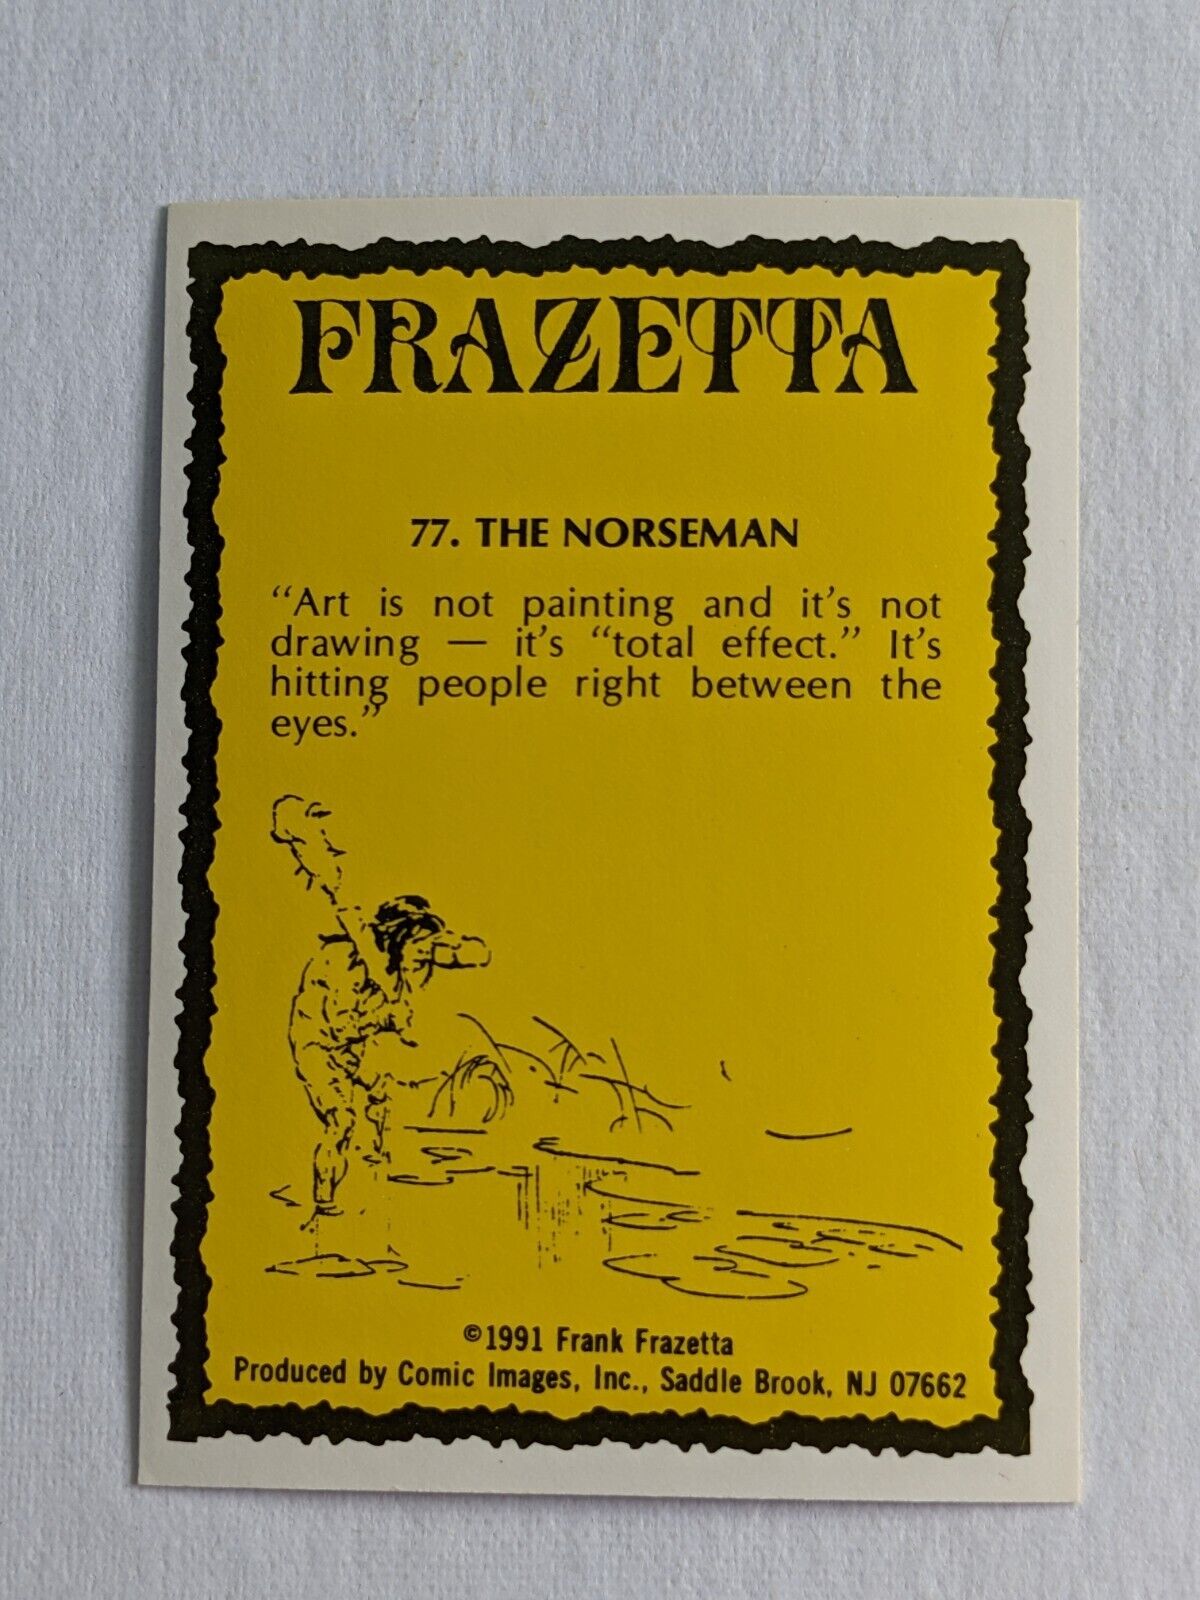 FRAZETTA
77. THE NORSEMAN
“Art is not painting and it's not
drawing — it's “total effect.” It's
hitting people right between the
eyes.”
©1991 Frank Frazetta
Produced by Comic Images, Inc., Saddle Brook, NJ 07662